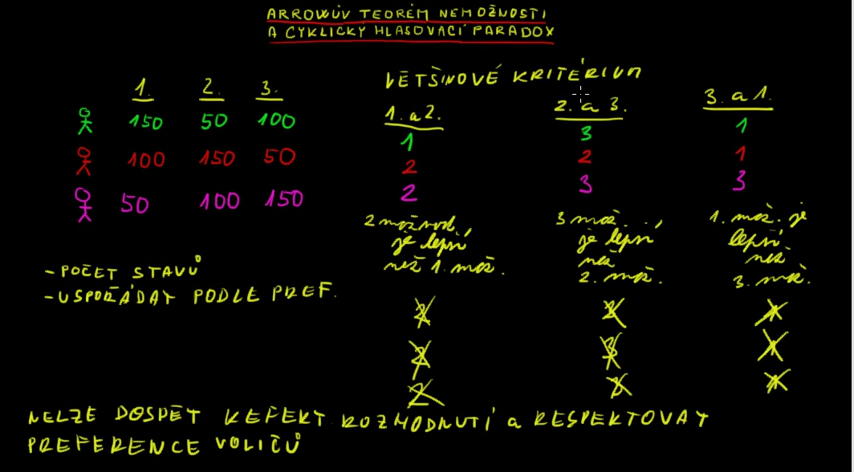 ARROWŮV TEORÉM NEMOŽNOSTI
A CYKLICKÝ HLASOVACÍ PARADOX
VĚTŠINOVÉ KRITÉRIUM
1. 2. 3.
1. a 2. 2. a 3. 3. a 1.
150 50 100 1 3 1
100 150 50 2 2 1
50 100 150 2 3 3
2 možnost je lepší než 1. mož.
3 mož. je lepší než 2. mož.
1. mož. je lepší než 3. mož.
- POČET STAVŮ
- USPOŘÁDAT PODLE PREF.
NELZE DOSPĚT K EFEKT ROZHODNUTÍ a RESPEKTOVAT
PREFERENCE VOLIČŮ